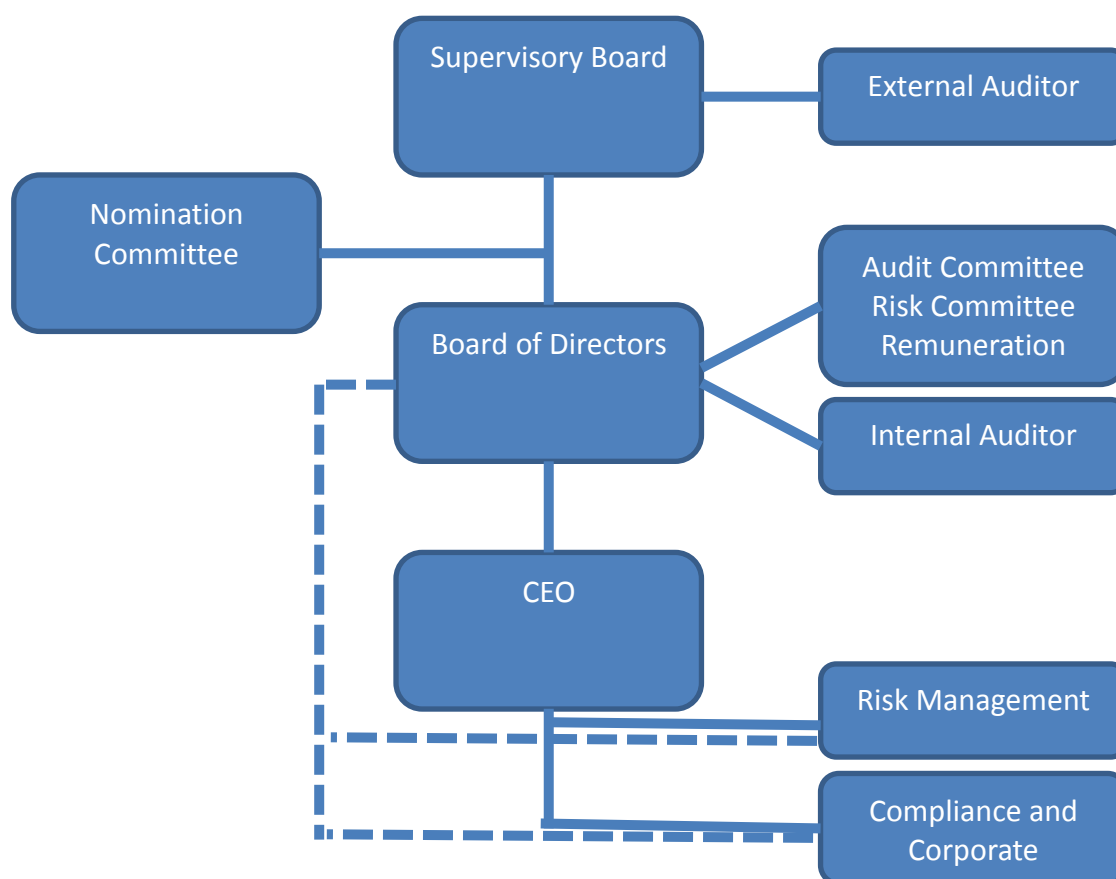 Supervisory Board
External Auditor
Nomination
Committee
Audit Committee
Risk Committee
Remuneration
Board of Directors
Internal Auditor
CEO
Risk Management
Compliance and
Corporate